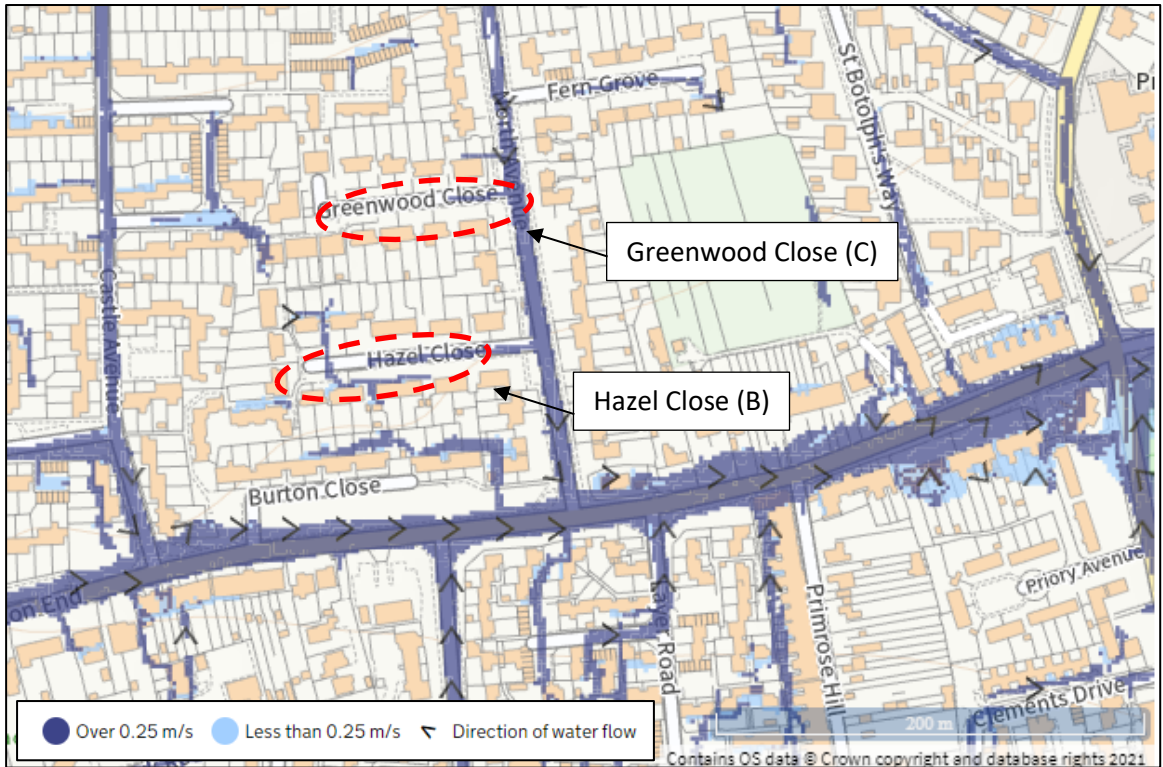 Fern Grove
St Botolph's Way
North Avenue
Greenwood Close
Greenwood Close (C)
Castle Avenue
Hazel Close
Hazel Close (B)
Burton Close
Priory Avenue
Layer Road
Primrose Hill
Clements Drive
200 m
Over 0.25 m/s Less than 0.25 m/s Direction of water flow
Contains OS data © Crown copyright and database rights 2021